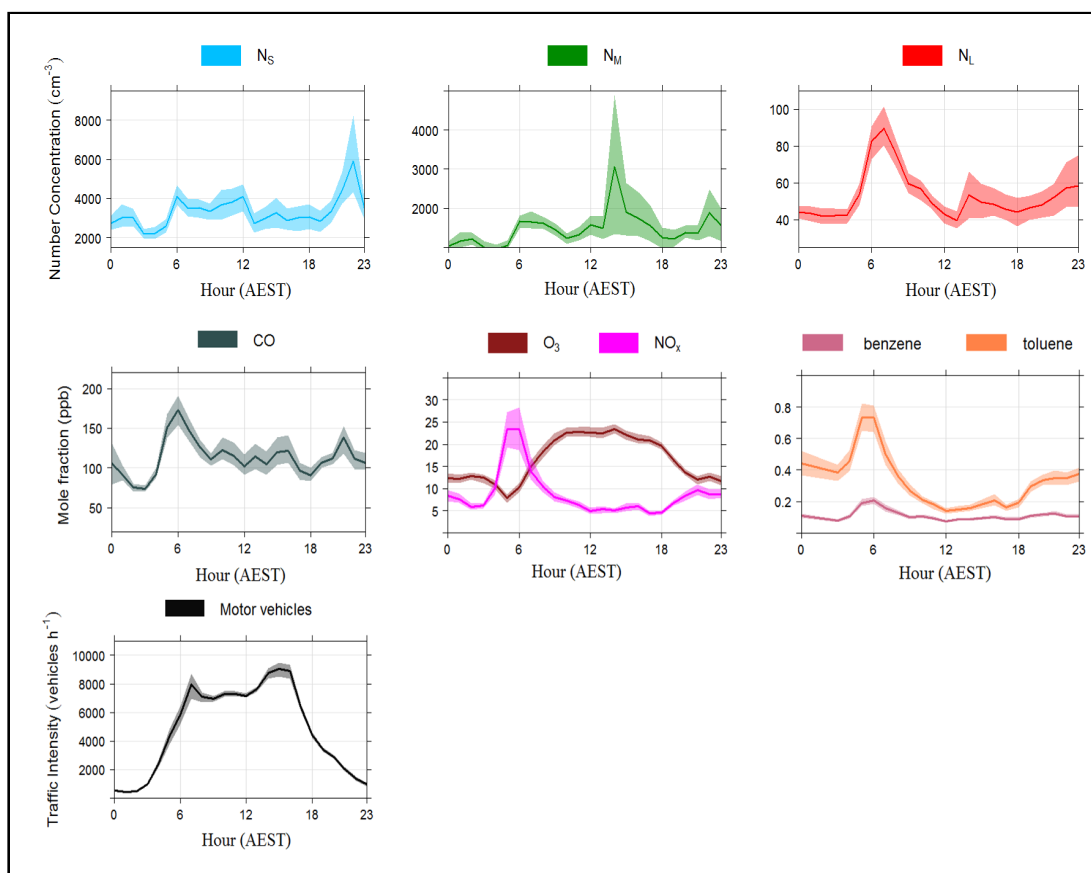 N_S
N_M
N_L
Number Concentration (cm⁻³)
8000
6000
4000
2000
0 6 12 18 23
Hour (AEST)
4000
3000
2000
0 6 12 18 23
Hour (AEST)
100
80
60
40
0 6 12 18 23
Hour (AEST)
CO
O₃ NOₓ
benzene toluene
Mole fraction (ppb)
200
150
100
50
0 6 12 18 23
Hour (AEST)
30
25
20
15
10
5
0 6 12 18 23
Hour (AEST)
0.8
0.6
0.4
0.2
0 6 12 18 23
Hour (AEST)
Motor vehicles
Traffic Intensity (vehicles h⁻¹)
10000
8000
6000
4000
2000
0 6 12 18 23
Hour (AEST)